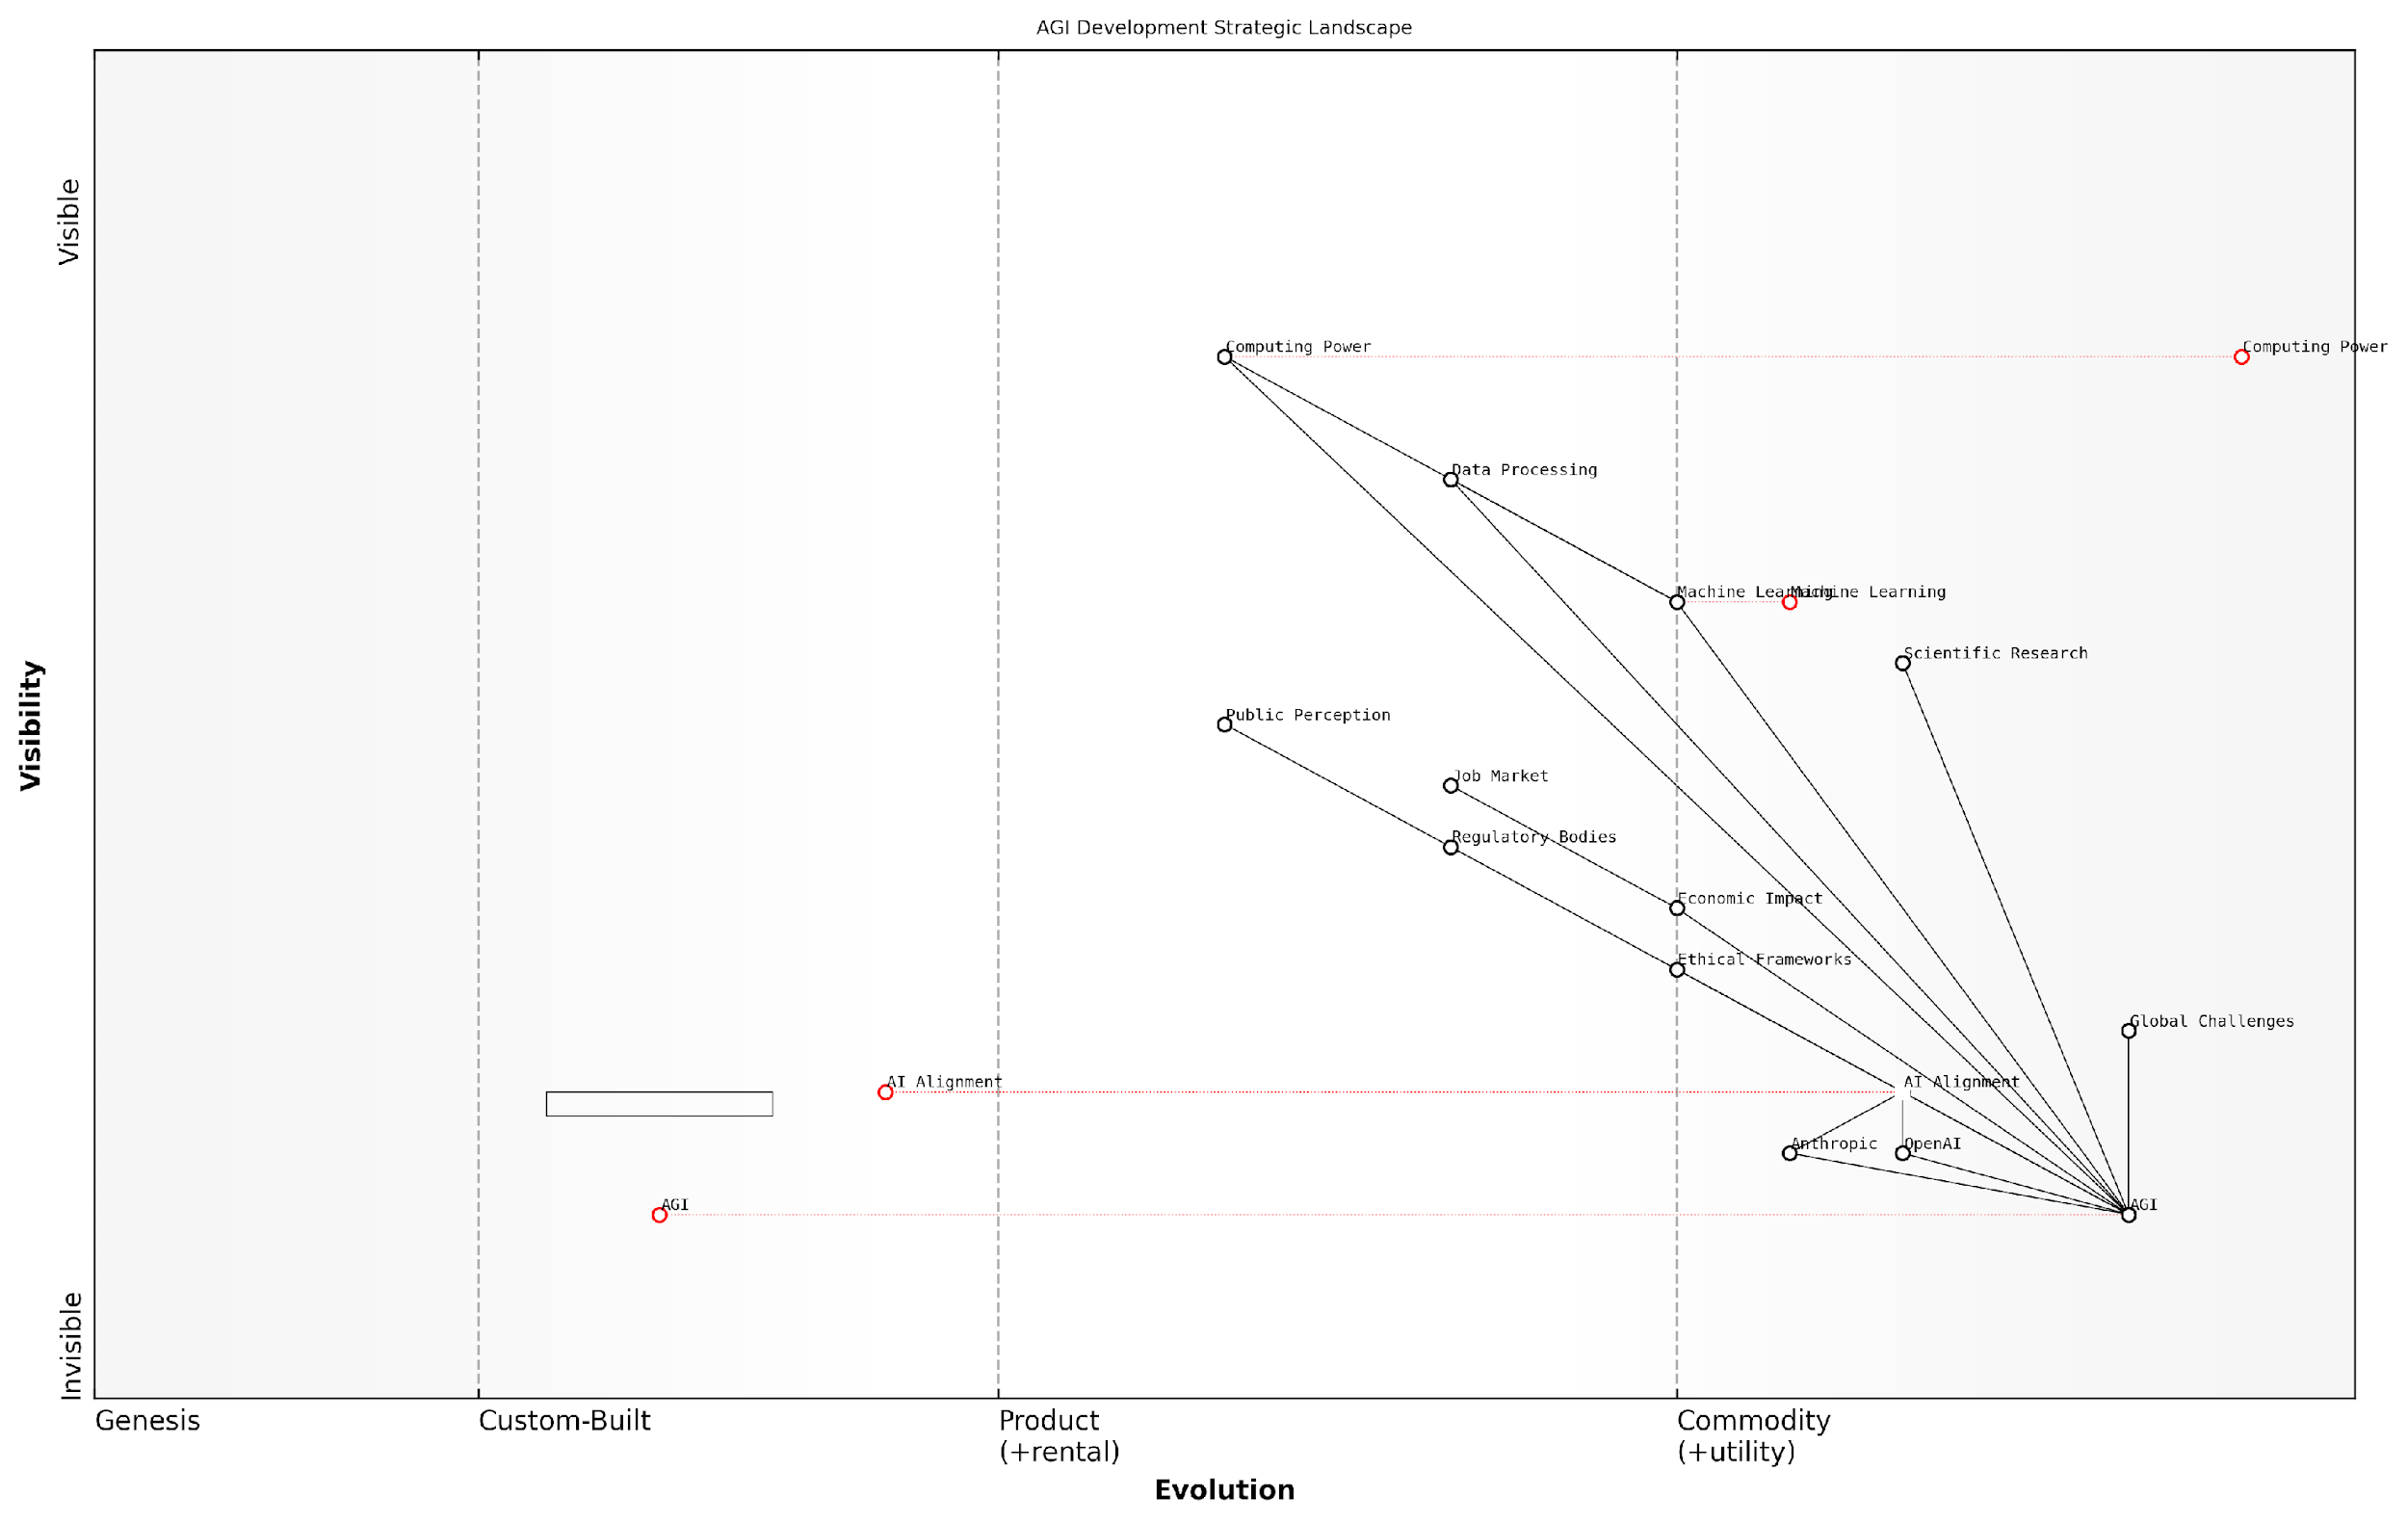 AGI Development Strategic Landscape
Visible
Computing Power
Computing Power
Data Processing
Machine Learning
Machine Learning
Scientific Research
Visibility
Public Perception
Job Market
Regulatory Bodies
Economic Impact
Ethical Frameworks
Global Challenges
AI Alignment
AI Alignment
Anthropic
OpenAI
AGI
AGI
Invisible
Genesis
Custom-Built
Product
(+rental)
Commodity
(+utility)
Evolution